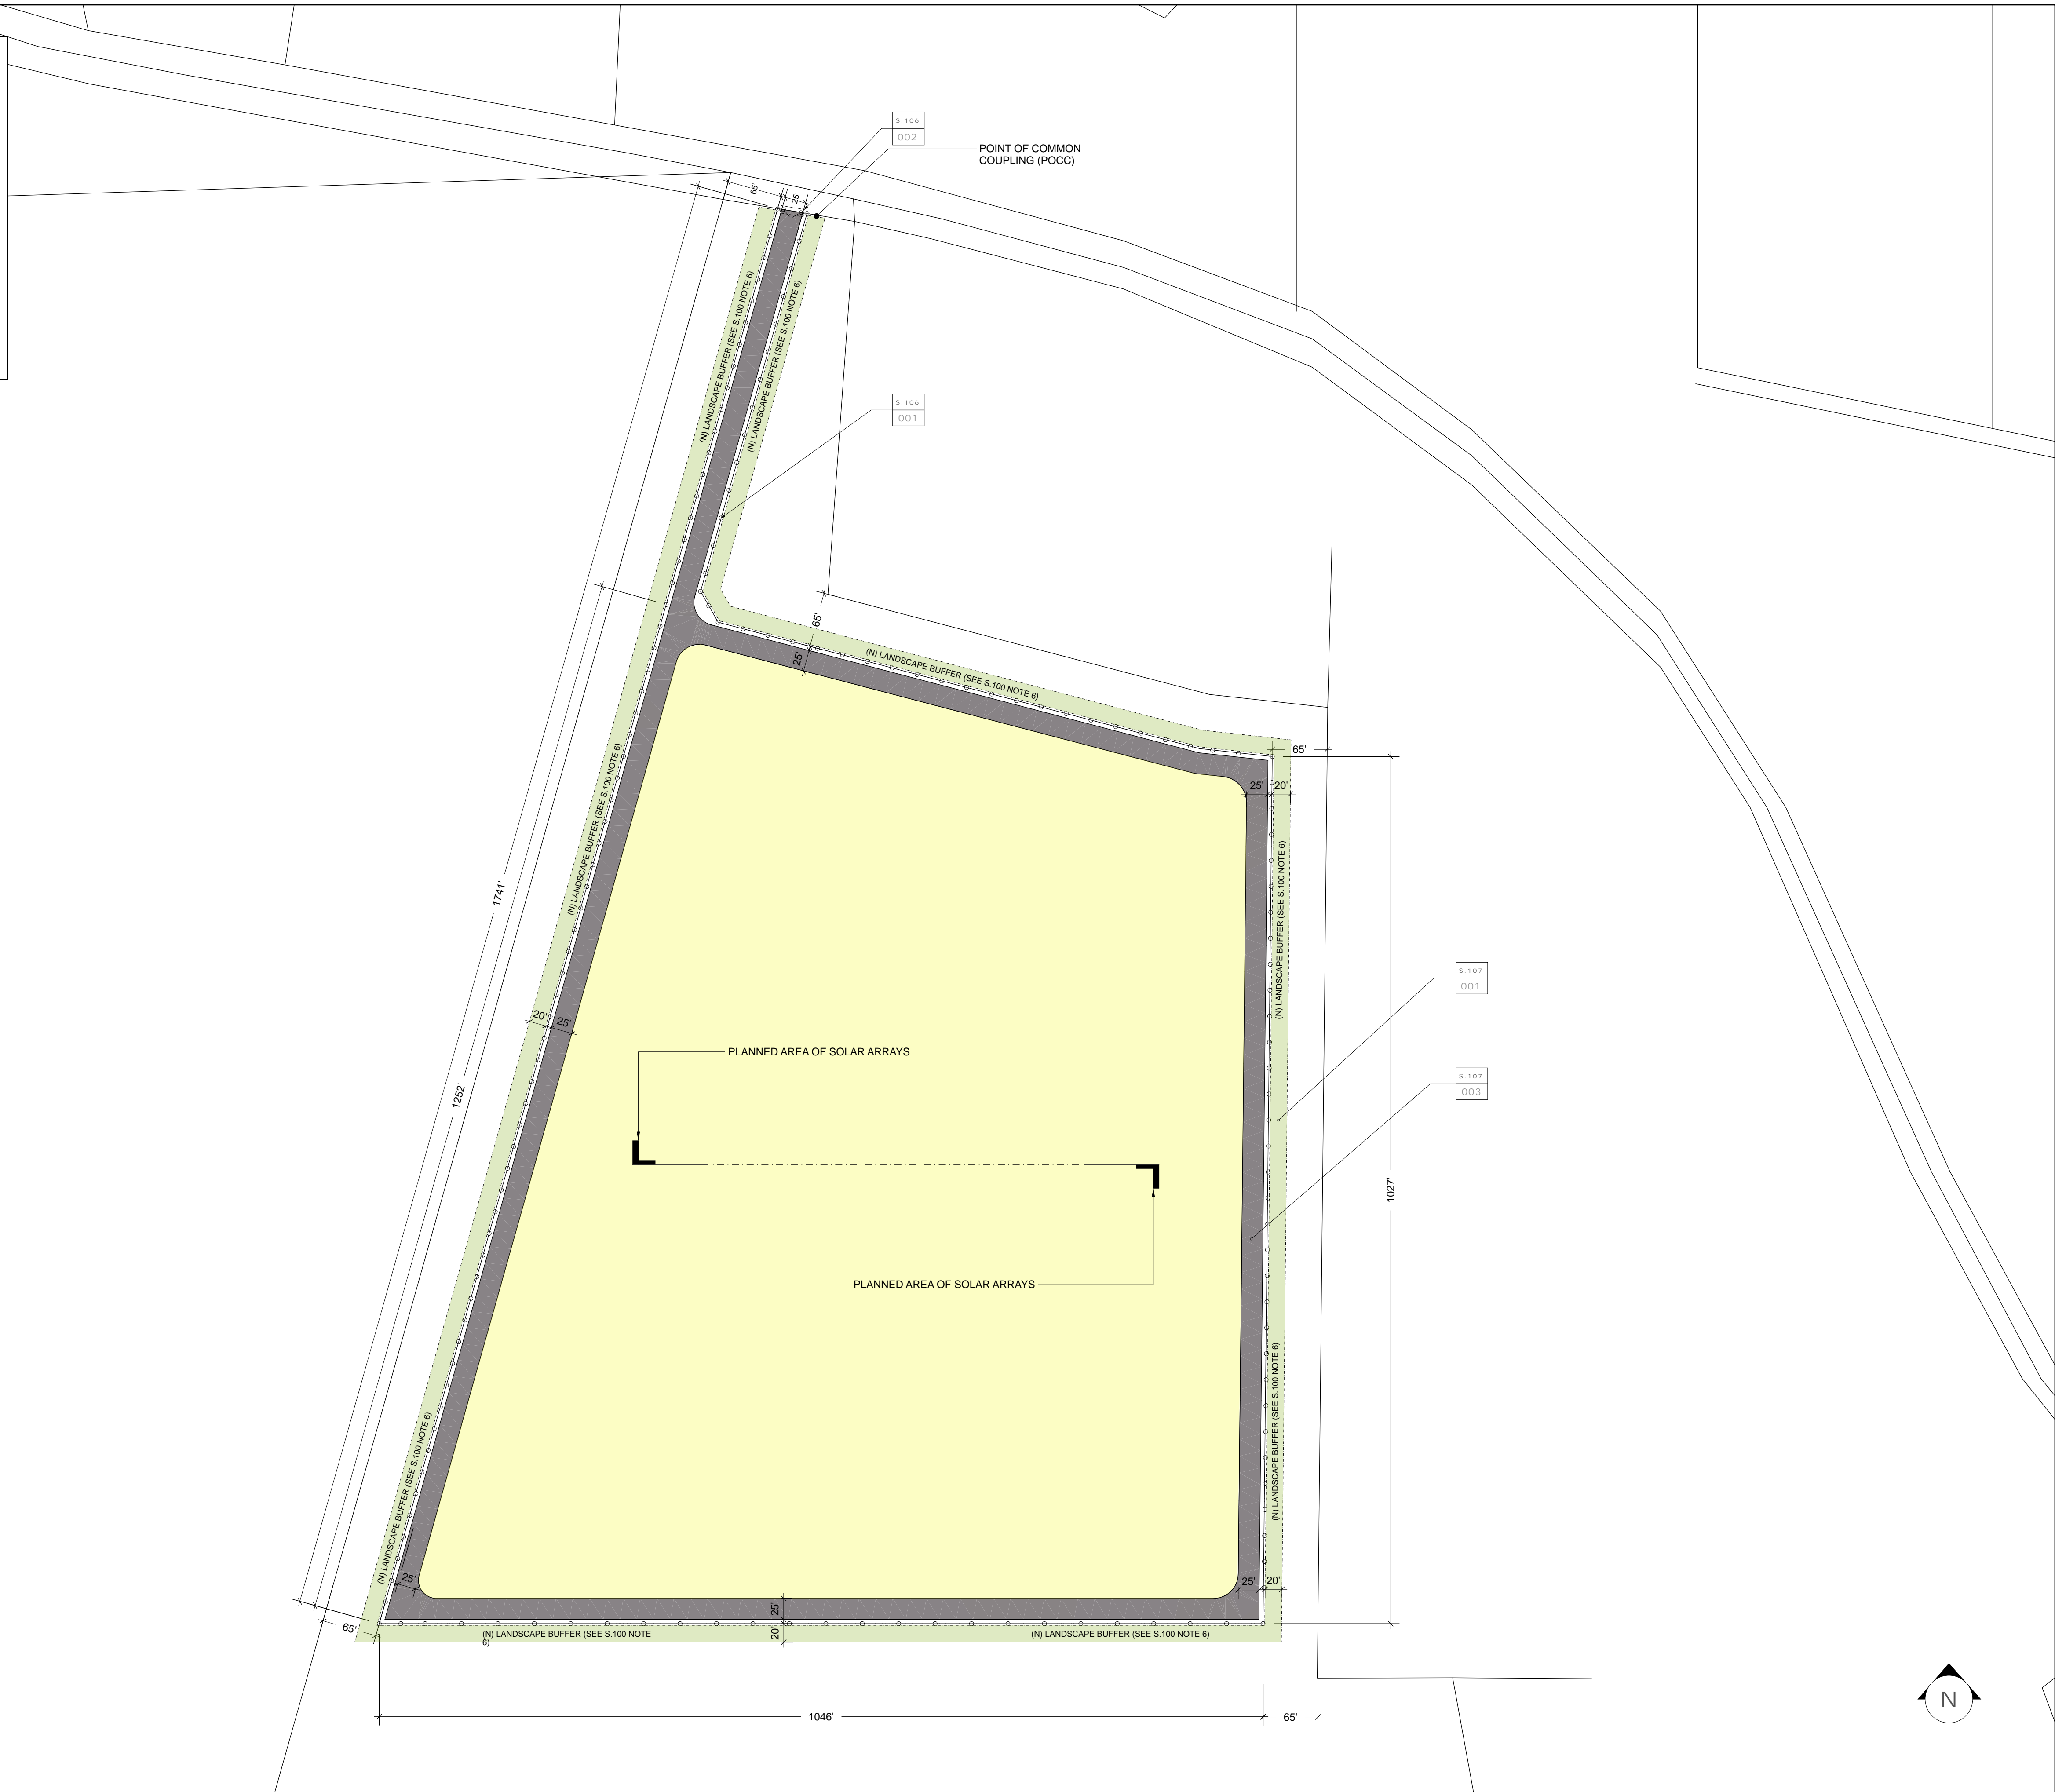 S.106
002
POINT OF COMMON
COUPLING (POCC)
65'
25'
(N) LANDSCAPE BUFFER (SEE S.100 NOTE 6)
(N) LANDSCAPE BUFFER (SEE S.100 NOTE 6)
S.106
001
65'
25'
(N) LANDSCAPE BUFFER (SEE S.100 NOTE 6)
65'
25'
20'
(N) LANDSCAPE BUFFER (SEE S.100 NOTE 6)
(N) LANDSCAPE BUFFER (SEE S.100 NOTE 6)
1741'
S.107
001
20'
25'
PLANNED AREA OF SOLAR ARRAYS
1252'
S.107
003
1027'
PLANNED AREA OF SOLAR ARRAYS
(N) LANDSCAPE BUFFER (SEE S.100 NOTE 6)
(N) LANDSCAPE BUFFER (SEE S.100 NOTE 6)
25'
25'
20'
25'
65'
20'
(N) LANDSCAPE BUFFER (SEE S.100 NOTE
6)
(N) LANDSCAPE BUFFER (SEE S.100 NOTE 6)
1046'
65'
N